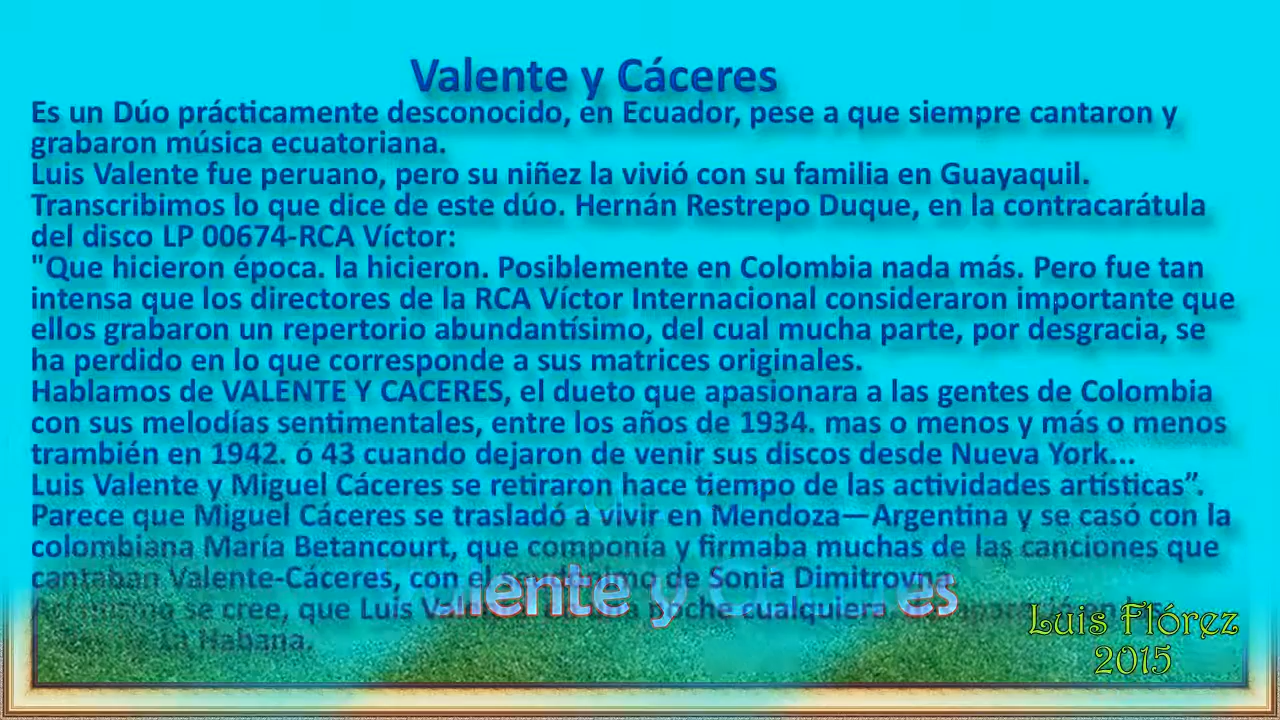 Valente y Cáceres
Es un Dúo prácticamente desconocido, en Ecuador, pese a que siempre cantaron y
grabaron música ecuatoriana.
Luis Valente fue peruano, pero su niñez la vivió con su familia en Guayaquil.
Transcribimos lo que dice de este dúo. Hernán Restrepo Duque, en la contracarátula
del disco LP 00674-RCA Víctor:
"Que hicieron época. la hicieron. Posiblemente en Colombia nada más. Pero fue tan
intensa que los directores de la RCA Víctor Internacional consideraron importante que
ellos grabaron un repertorio abundantísimo, del cual mucha parte, por desgracia, se
ha perdido en lo que corresponde a sus matrices originales.
Hablamos de VALENTE Y CACERES, el dueto que apasionara a las gentes de Colombia
con sus melodías sentimentales, entre los años de 1934. mas o menos y más o menos
trambién en 1942. ó 43 cuando dejaron de venir sus discos desde Nueva York...
Luis Valente y Miguel Cáceres se retiraron hace tiempo de las actividades artísticas”.
Parece que Miguel Cáceres se trasladó a vivir en Mendoza—Argentina y se casó con la
colombiana María Betancourt, que componía y firmaba muchas de las canciones que
cantaban Valente-Cáceres, con el de Sonia Dimitrovna
se cree, que Luis noche cualquiera
La Habana.
Valente y Cáceres
Luis Flórez
2015